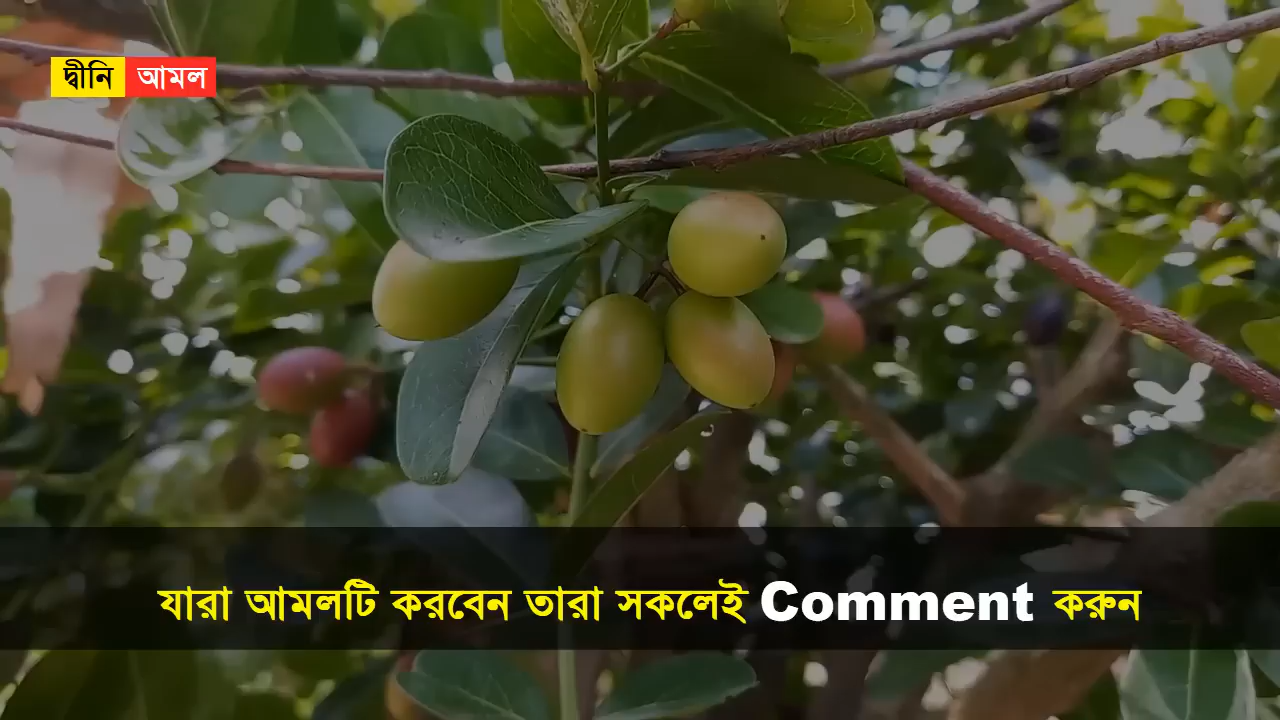 দ্বীনি আমল
যারা আমলটি করবেন তারা সকলেই Comment করুন